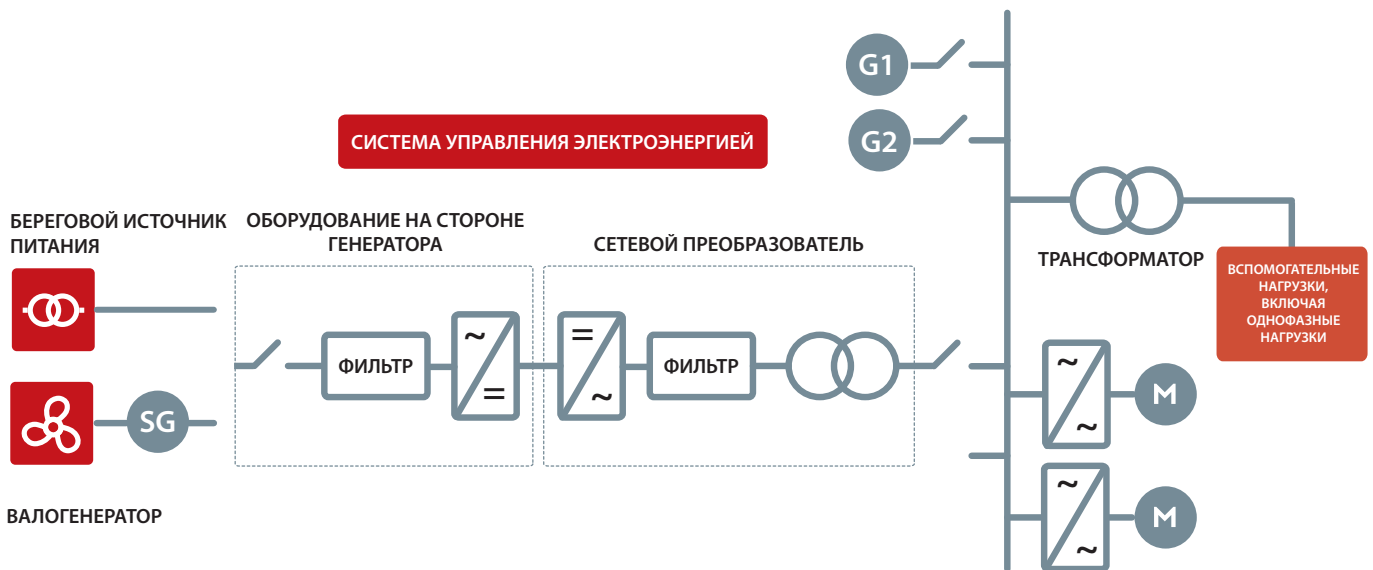 G1
G2
СИСТЕМА УПРАВЛЕНИЯ ЭЛЕКТРОЭНЕРГИЕЙ
БЕРЕГОВОЙ ИСТОЧНИК
ПИТАНИЯ
ОБОРУДОВАНИЕ НА СТОРОНЕ
ГЕНЕРАТОРА
СЕТЕВОЙ ПРЕОБРАЗОВАТЕЛЬ
ТРАНСФОРМАТОР
ВСПОМОГАТЕЛЬНЫЕ
НАГРУЗКИ,
ВКЛЮЧАЯ
ОДНОФАЗНЫЕ
НАГРУЗКИ
~
=
ФИЛЬТР
=
~
ФИЛЬТР
~
~
M
SG
~
~
M
ВАЛОГЕНЕРАТОР